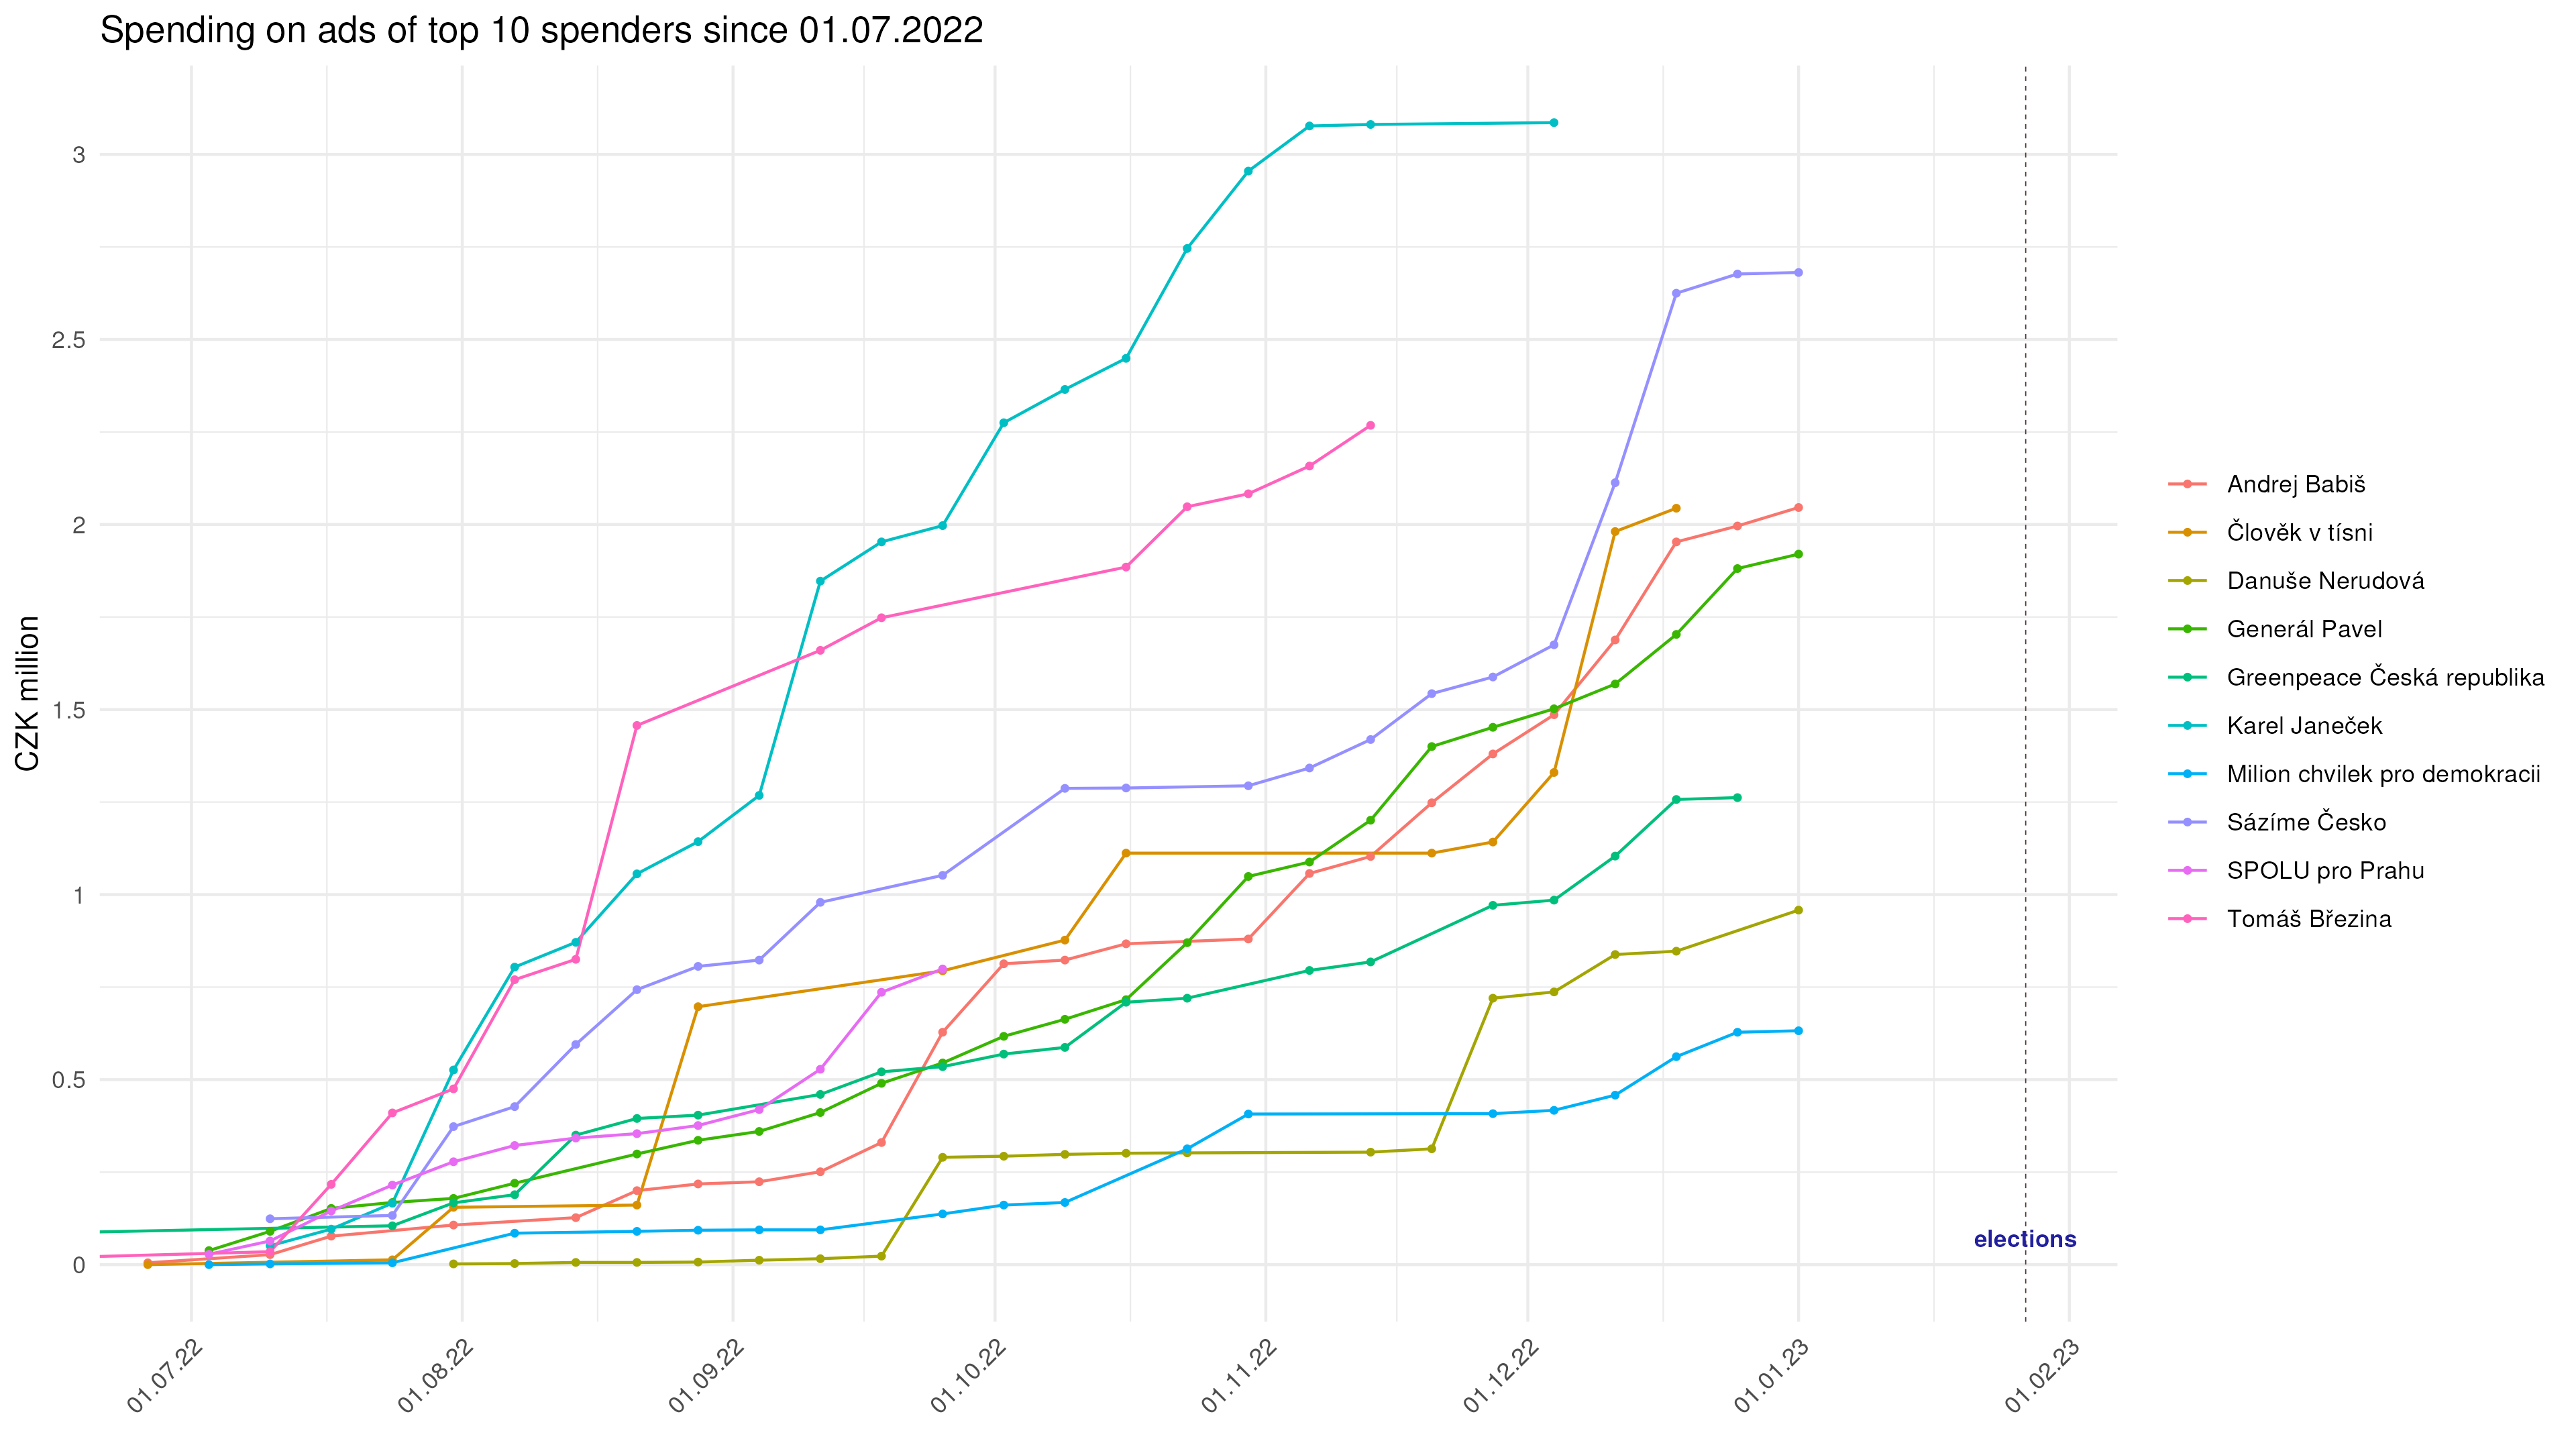 Spending on ads of top 10 spenders since 01.07.2022
CZK million
3
2.5
2
1.5
1
0.5
0
01.07.22
01.08.22
01.09.22
01.10.22
01.11.22
01.12.22
01.01.23
01.02.23
elections
Andrej Babiš
Člověk v tísni
Danuše Nerudová
Generál Pavel
Greenpeace Česká republika
Karel Janeček
Milion chvilek pro demokracii
Sázíme Česko
SPOLU pro Prahu
Tomáš Březina